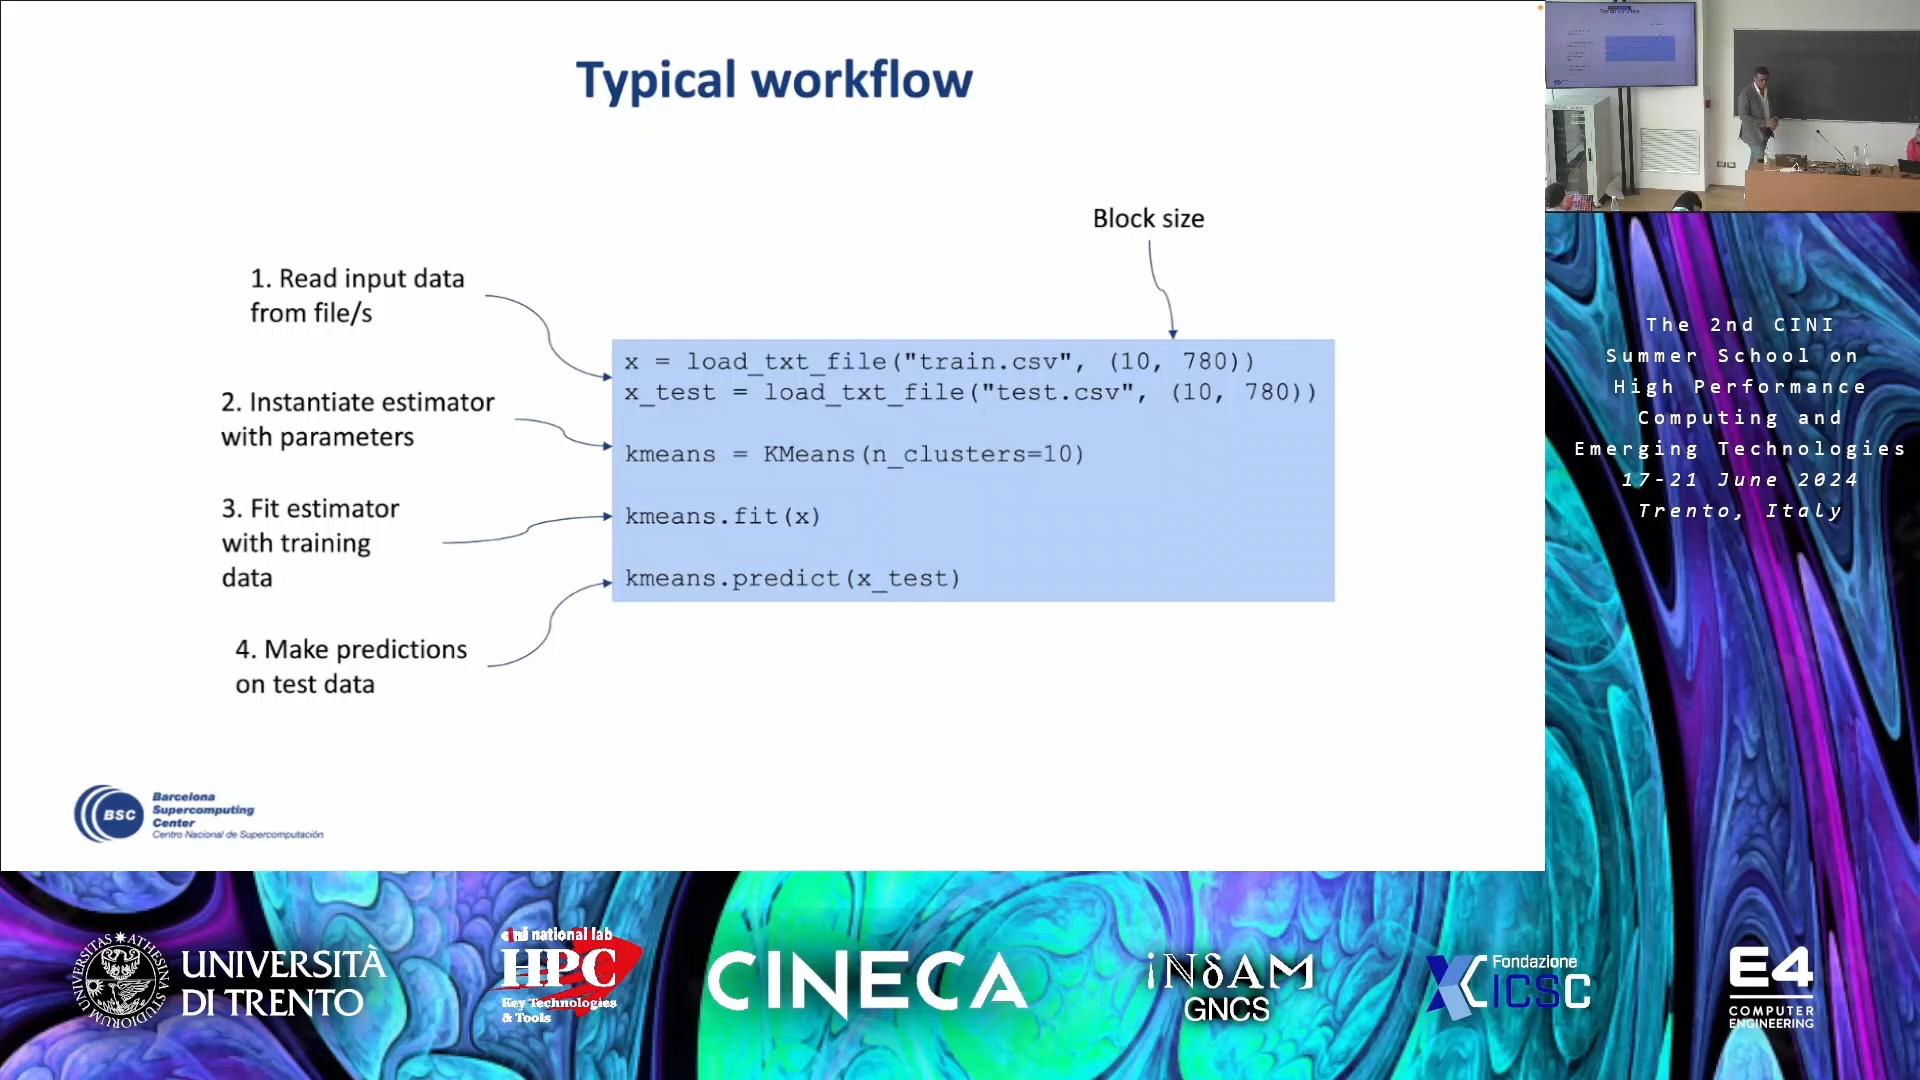 Typical workflow
Block size
1. Read input data
from file/s
2. Instantiate estimator
with parameters
3. Fit estimator
with training
data
4. Make predictions
on test data
x = load_txt_file("train.csv", (10, 780))
x_test = load_txt_file("test.csv", (10, 780))
kmeans = KMeans(n_clusters=10)
kmeans.fit(x)
kmeans.predict(x_test)
BSC
Barcelona
Supercomputing
Center
Centro Nacional de Supercomputación
The 2nd CINI
Summer School on
High Performance
Computing and
Emerging Technologies
17-21 June 2024
Trento, Italy
UNIVERSITÀ
DI TRENTO
cini national lab
HPC
Key Technologies
& Tools
CINECA
iNδAM
GNCS
Fondazione
ICSC
E4
COMPUTER
ENGINEERING